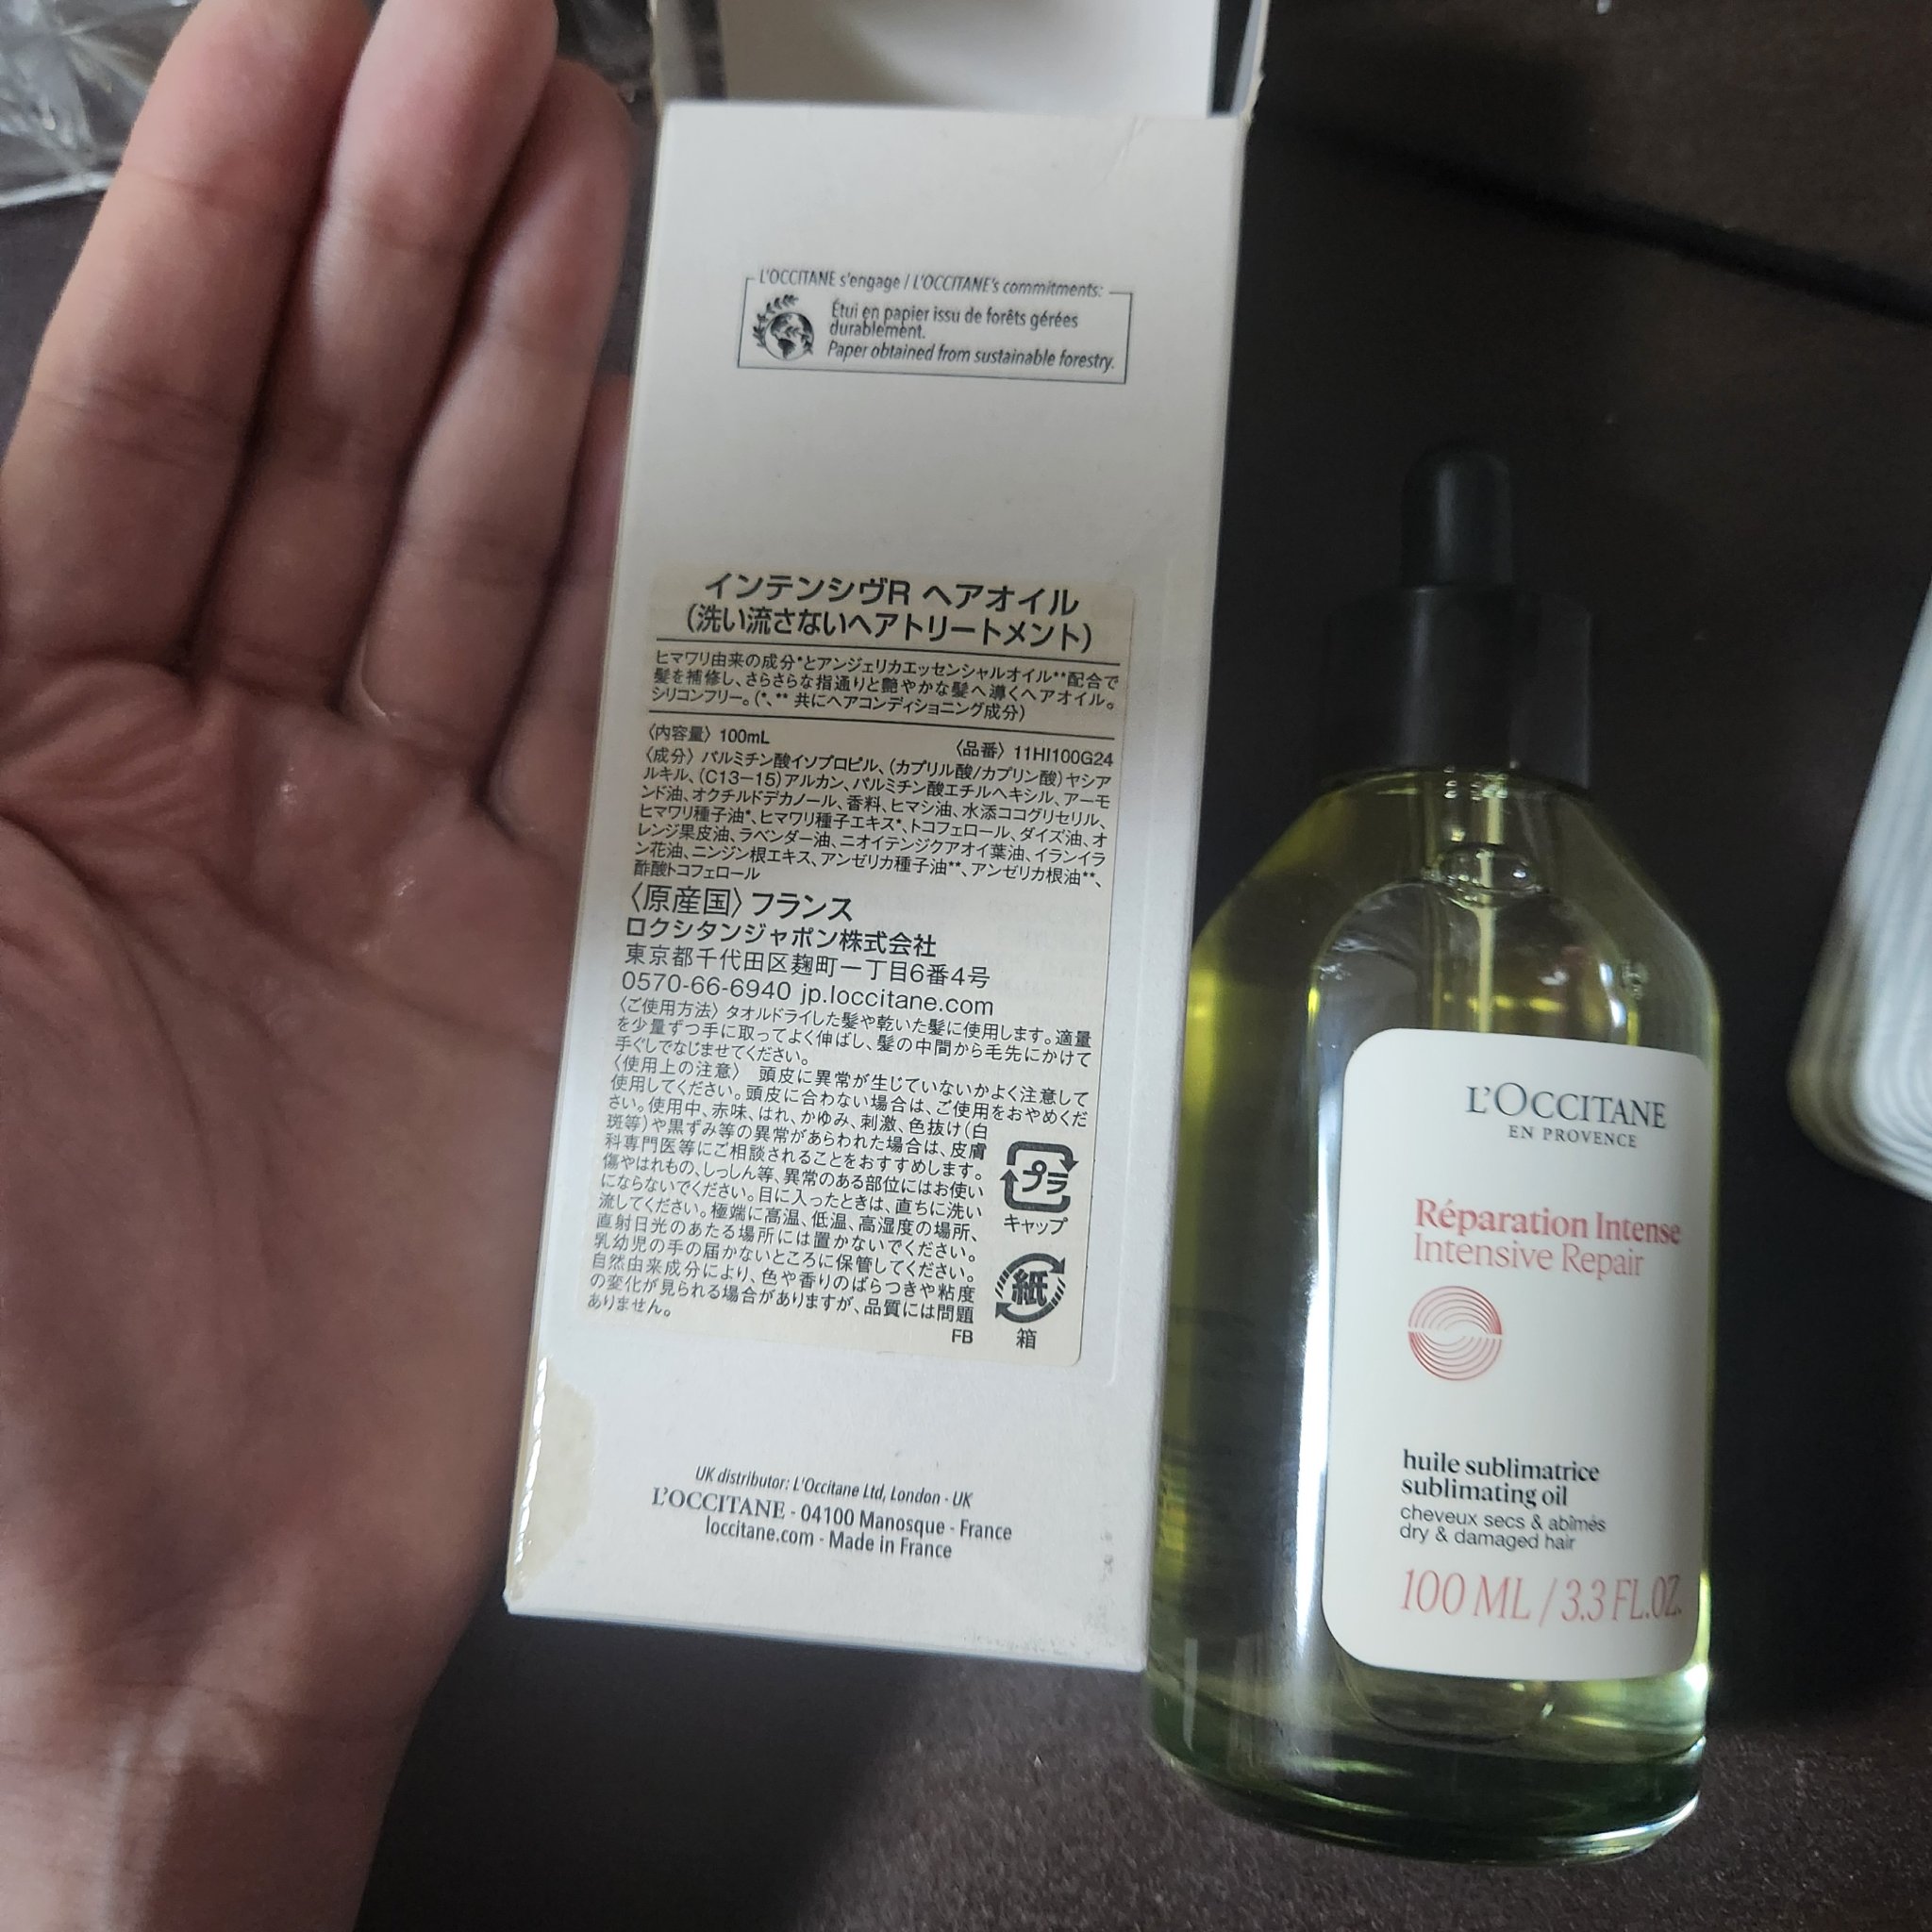 L'OCCITANE s'engage / L'OCCITANE's commitments:
Étui en papier issu de forêts gérées
durablement.
Paper obtained from sustainable forestry.
インテンシヴR ヘアオイル
(洗い流さないヘアトリートメント)
ヒマワリ由来の成分*とアンジェリカエッセンシャルオイル**配合で
髪を補修し、さらさらな指通りと艶やかな髪へ導くヘアオイル。
シリコンフリー。(*、** 共にヘアコンディショニング成分)
〈内容量〉 100mL 〈品番〉 11HI100G24
〈成分〉 パルミチン酸イソプロピル、(カプリル酸/カプリン酸)ヤシア
ルキル、(C13-15)アルカン、パルミチン酸エチルヘキシル、アーモ
ンド油、オクチルドデカノール、香料、ヒマシ油、水添ココグリセリル、
ヒマワリ種子油*、ヒマワリ種子エキス*、トコフェロール、ダイズ油、オ
レンジ果皮油、ラベンダー油、ニオイテンジクアオイ葉油、イランイラ
ン花油、ニンジン根エキス、アンゼリカ種子油**、アンゼリカ根油**、
酢酸トコフェロール
〈原産国〉フランス
ロクシタンジャポン株式会社
東京都千代田区麹町一丁目6番4号
0570-66-6940 jp.loccitane.com
〈ご使用方法〉 タオルドライした髪や乾いた髪に使用します。適量
を少量ずつ手に取ってよく伸ばし、髪の中間から毛先にかけて
手ぐしでなじませてください。
〈使用上の注意〉 頭皮に異常が生じていないかよく注意して
使用してください。頭皮に合わない場合は、ご使用をおやめくだ
さい。使用中、赤味、はれ、かゆみ、刺激、色抜け(白
斑等)や黒ずみ等の異常があらわれた場合は、皮膚
科専門医等にご相談されることをおすすめします。
傷やはれもの、しっしん等、異常のある部位にはお使い
にならないでください。目に入ったときは、直ちに洗い
流してください。極端に高温、低温、高湿度の場所、
直射日光のあたる場所には置かないでください。
乳幼児の手の届かないところに保管してください。
自然由来成分により、色や香りのばらつきや粘度
の変化が見られる場合がありますが、品質には問題
ありません。
FB
プラ
キャップ
紙
箱
UK distributor: L'Occitane Ltd, London - UK
L'OCCITANE - 04100 Manosque - France
loccitane.com - Made in France
L'OCCITANE
EN PROVENCE
Réparation Intense
Intensive Repair
huile sublimatrice
sublimating oil
cheveux secs & abîmés
dry & damaged hair
100 ML / 3.3 FL.OZ.